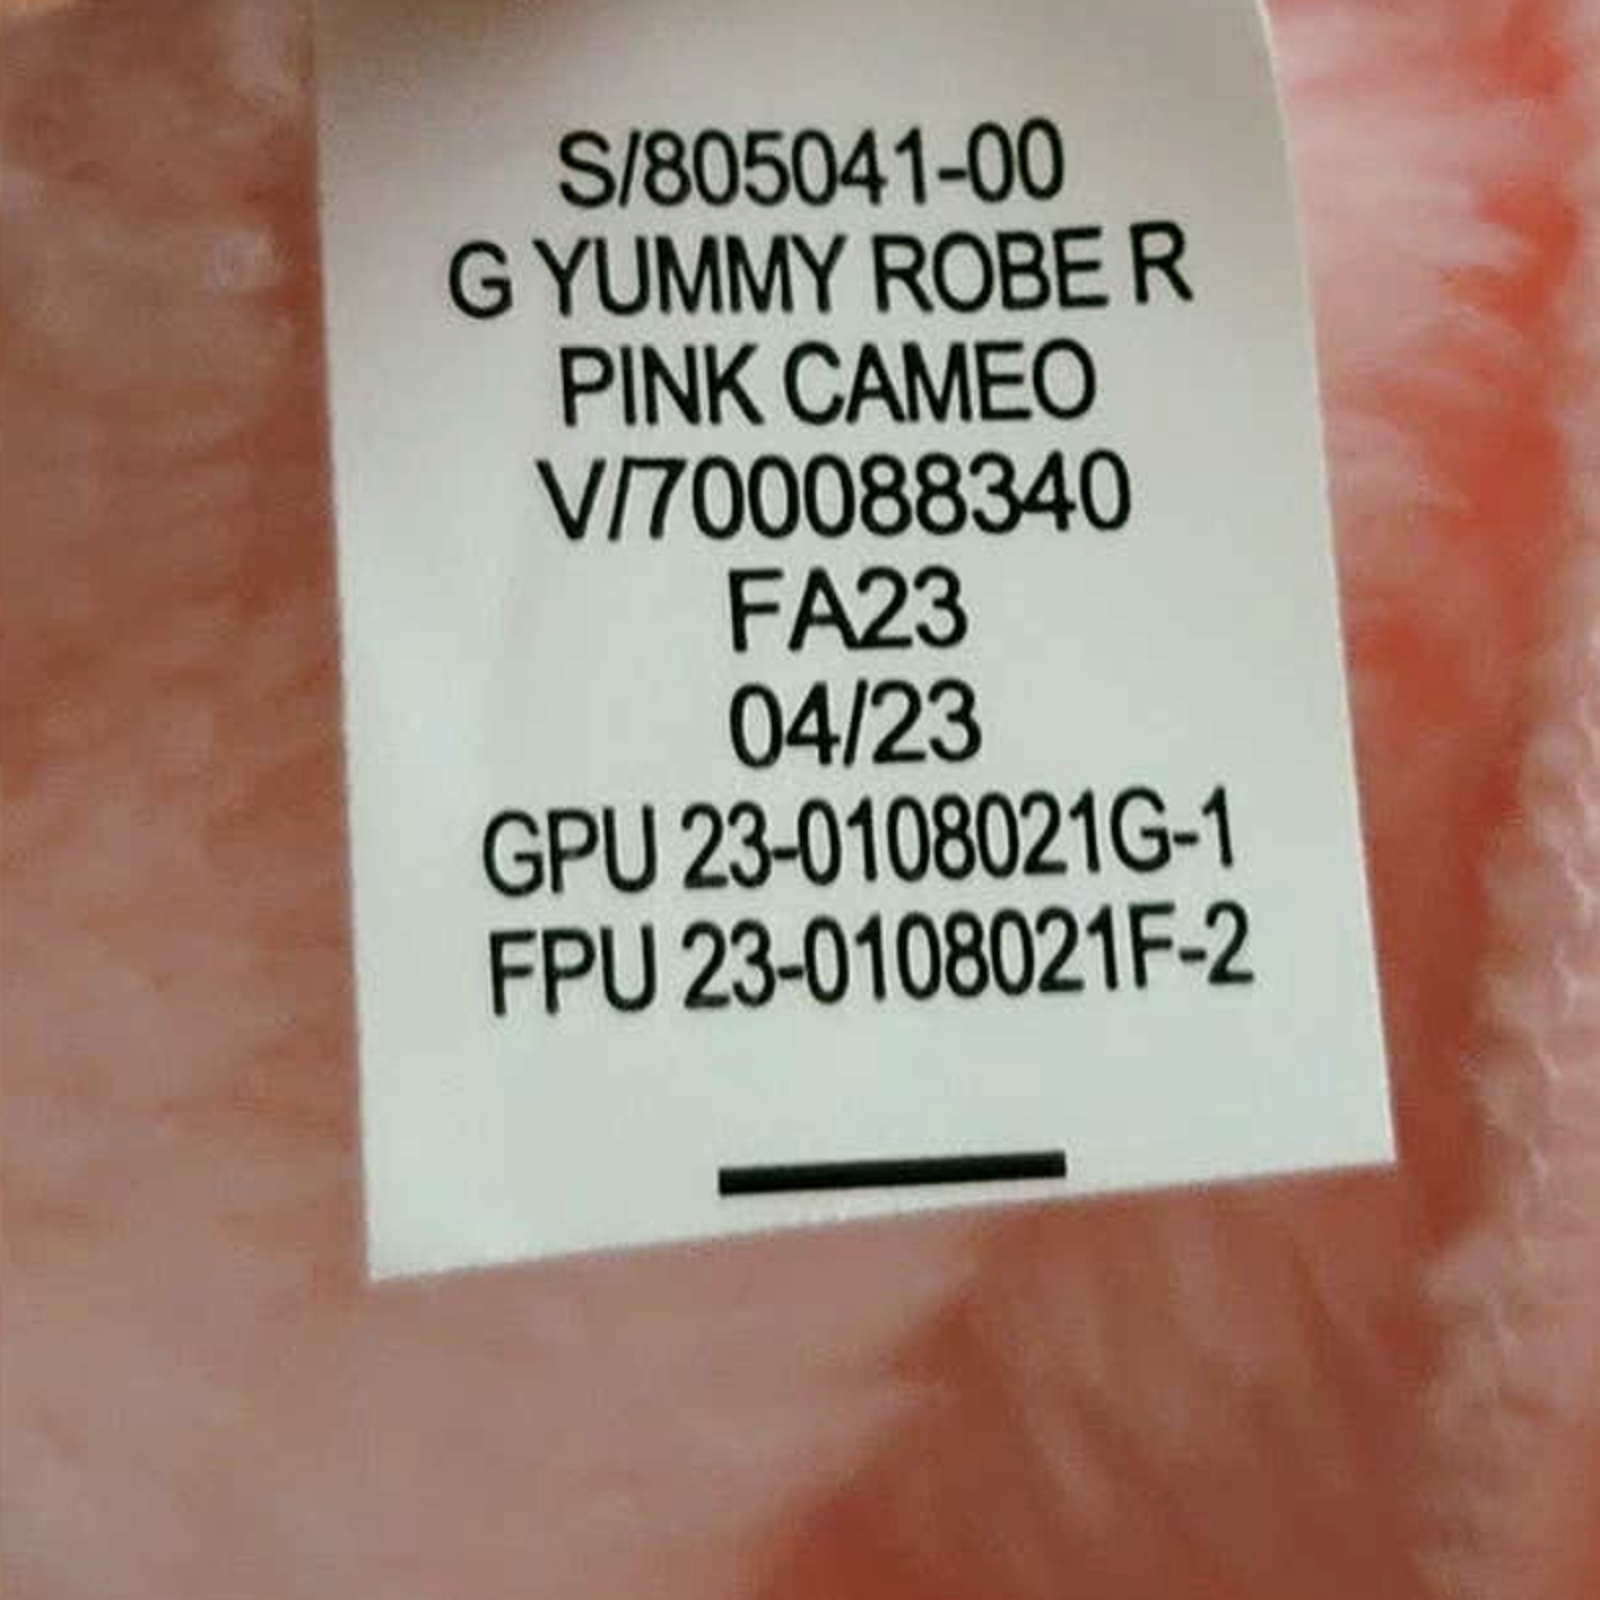 S/805041-00
G YUMMY ROBE R
PINK CAMEO
V/700088340
FA23
04/23
GPU 23-0108021G-1
FPU 23-0108021F-2